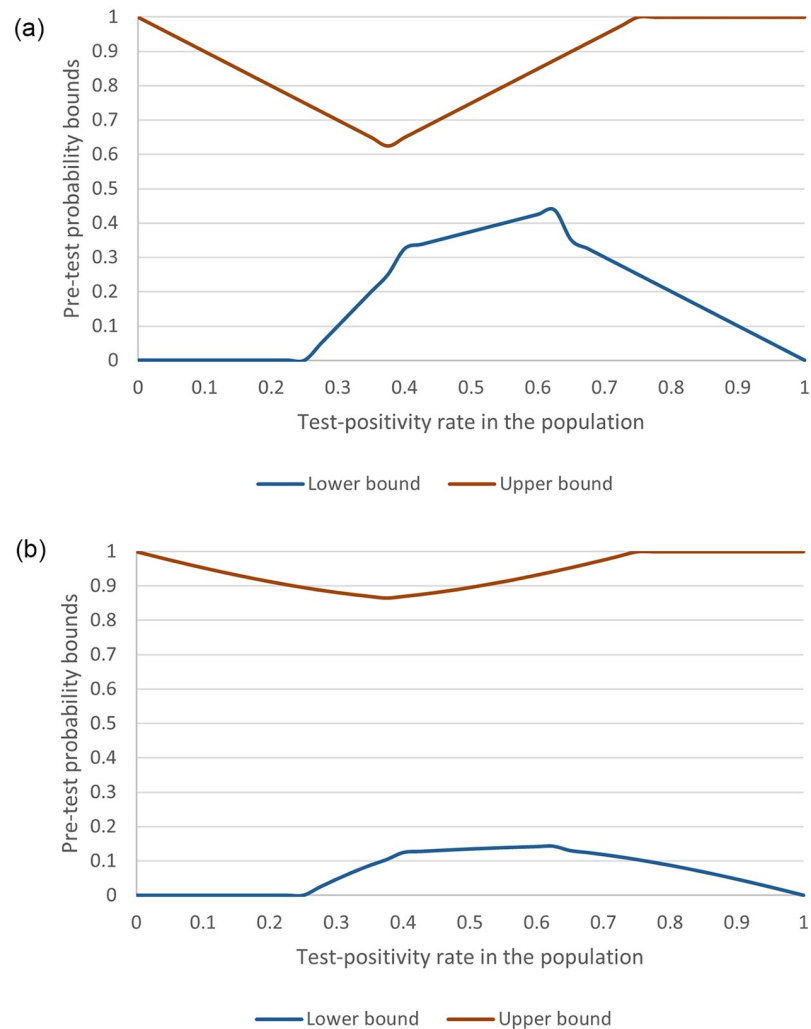 (a)
Pre-test probability bounds
1
0.9
0.8
0.7
0.6
0.5
0.4
0.3
0.2
0.1
0
0 0.1 0.2 0.3 0.4 0.5 0.6 0.7 0.8 0.9 1
Test-positivity rate in the population
Lower bound Upper bound
(b)
Pre-test probability bounds
1
0.9
0.8
0.7
0.6
0.5
0.4
0.3
0.2
0.1
0
0 0.1 0.2 0.3 0.4 0.5 0.6 0.7 0.8 0.9 1
Test-positivity rate in the population
Lower bound Upper bound